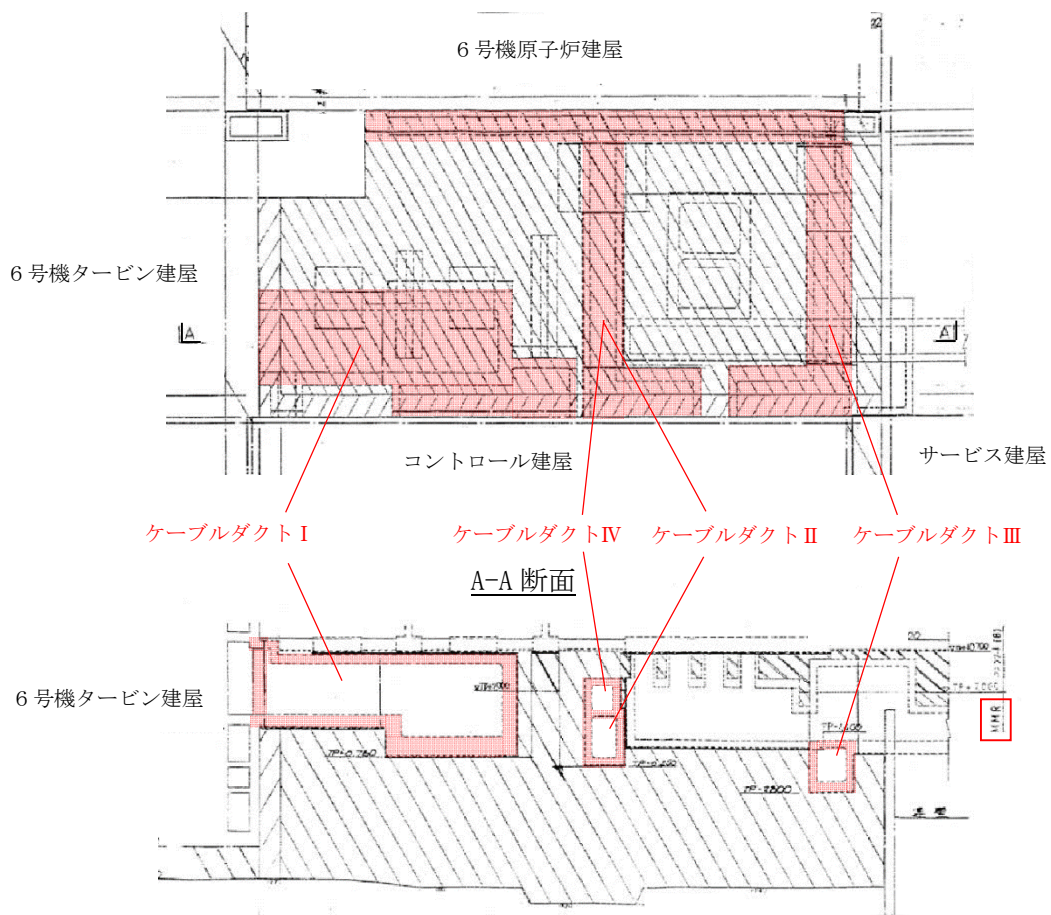 ６号機原子炉建屋
６号機タービン建屋
A
A
コントロール建屋
サービス建屋
ケーブルダクトⅠ
ケーブルダクトⅣ
ケーブルダクトⅡ
ケーブルダクトⅢ
A-A 断面
６号機タービン建屋
MMR